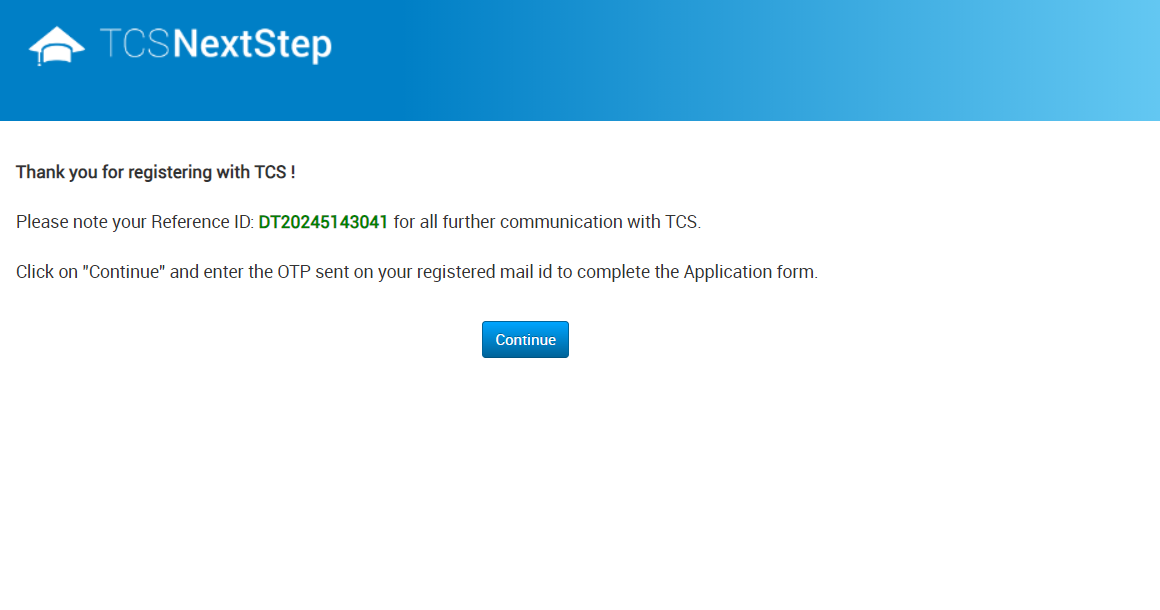 TCSNextStep
Thank you for registering with TCS !
Please note your Reference ID: DT20245143041 for all further communication with TCS.
Click on "Continue" and enter the OTP sent on your registered mail id to complete the Application form.
Continue